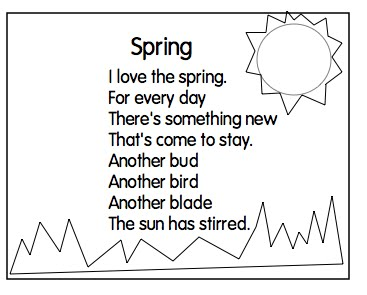 Spring
I love the spring.
For every day
There's something new
That's come to stay.
Another bud
Another bird
Another blade
The sun has stirred.